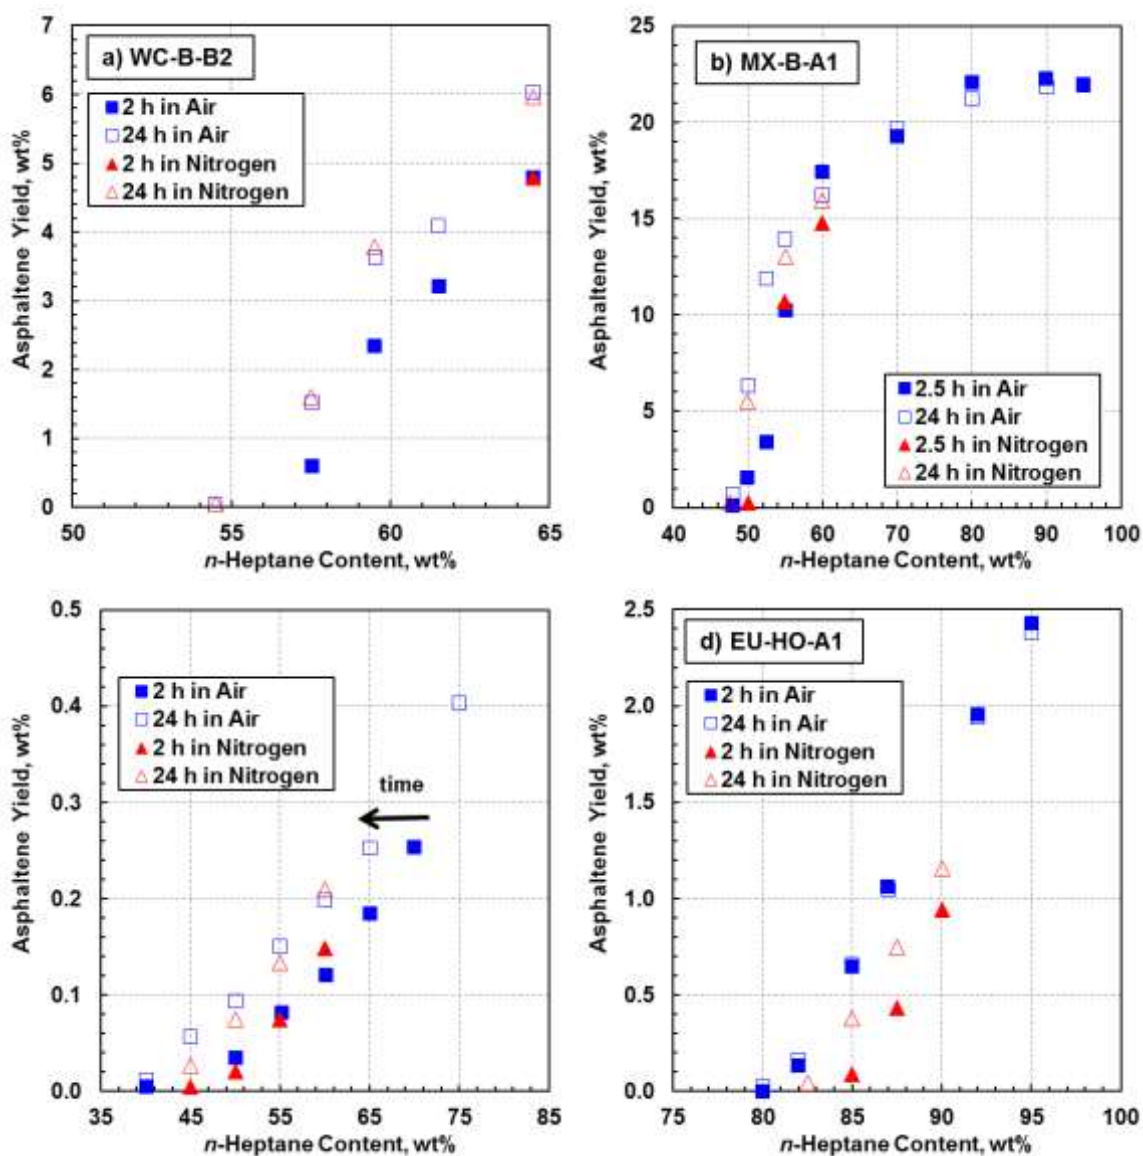 a) WC-B-B2
2 h in Air
24 h in Air
2 h in Nitrogen
24 h in Nitrogen
Asphaltene Yield, wt%
7
6
5
4
3
2
1
0
50 55 60 65
n-Heptane Content, wt%
b) MX-B-A1
2.5 h in Air
24 h in Air
2.5 h in Nitrogen
24 h in Nitrogen
Asphaltene Yield, wt%
25
20
15
10
5
0
40 50 60 70 80 90 100
n-Heptane Content, wt%
2 h in Air
24 h in Air
2 h in Nitrogen
24 h in Nitrogen
time
Asphaltene Yield, wt%
0.5
0.4
0.3
0.2
0.1
0.0
35 45 55 65 75 85
n-Heptane Content, wt%
d) EU-HO-A1
2 h in Air
24 h in Air
2 h in Nitrogen
24 h in Nitrogen
Asphaltene Yield, wt%
2.5
2.0
1.5
1.0
0.5
0.0
75 80 85 90 95 100
n-Heptane Content, wt%